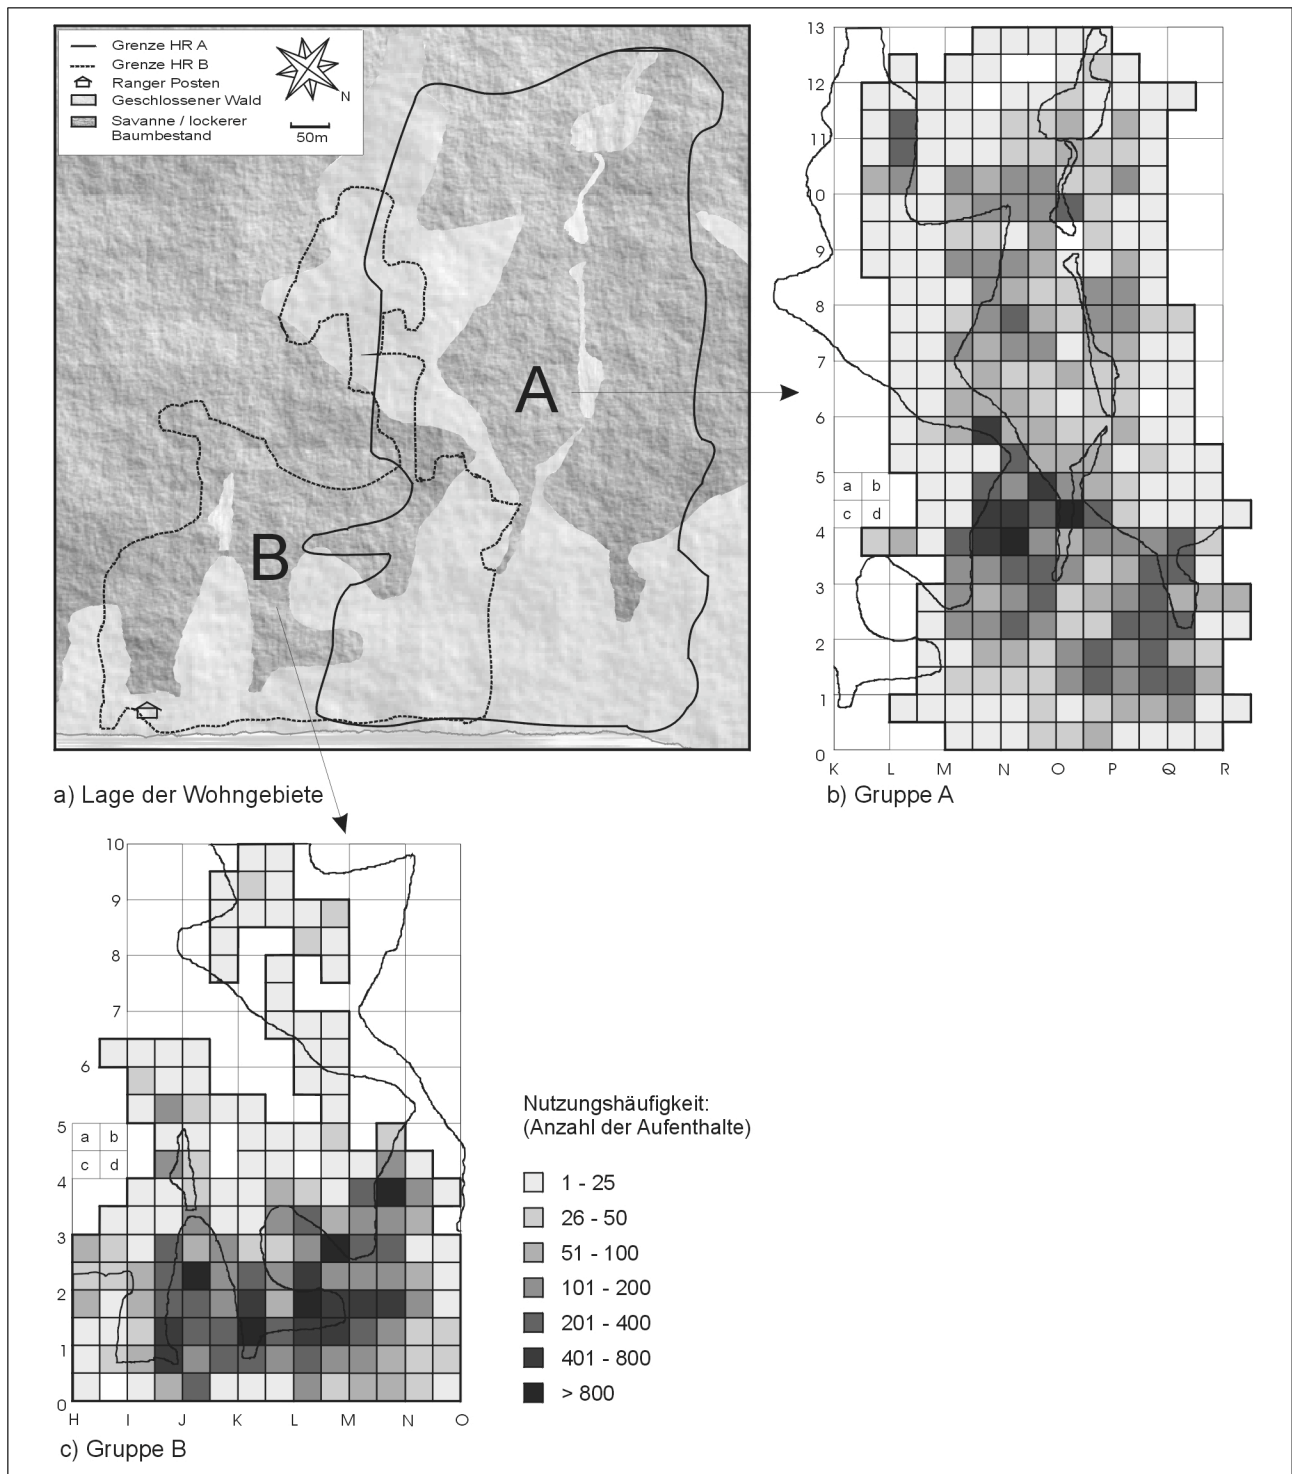 Grenze HR A
Grenze HR B
Ranger Posten
Geschlossener Wald
Savanne / lockerer
Baumbestand
N
50m
A
B
a) Lage der Wohngebiete
13
12
11
0
9
8
7
6
5
a b
c d
4
3
2
1
0
K L M N O P Q R
b) Gruppe A
10
9
8
7
6
5
a b
c d
4
3
2
1
0
H I J K L M N O
c) Gruppe B
Nutzungshäufigkeit:
(Anzahl der Aufenthalte)
1 - 25
26 - 50
51 - 100
101 - 200
201 - 400
401 - 800
> 800